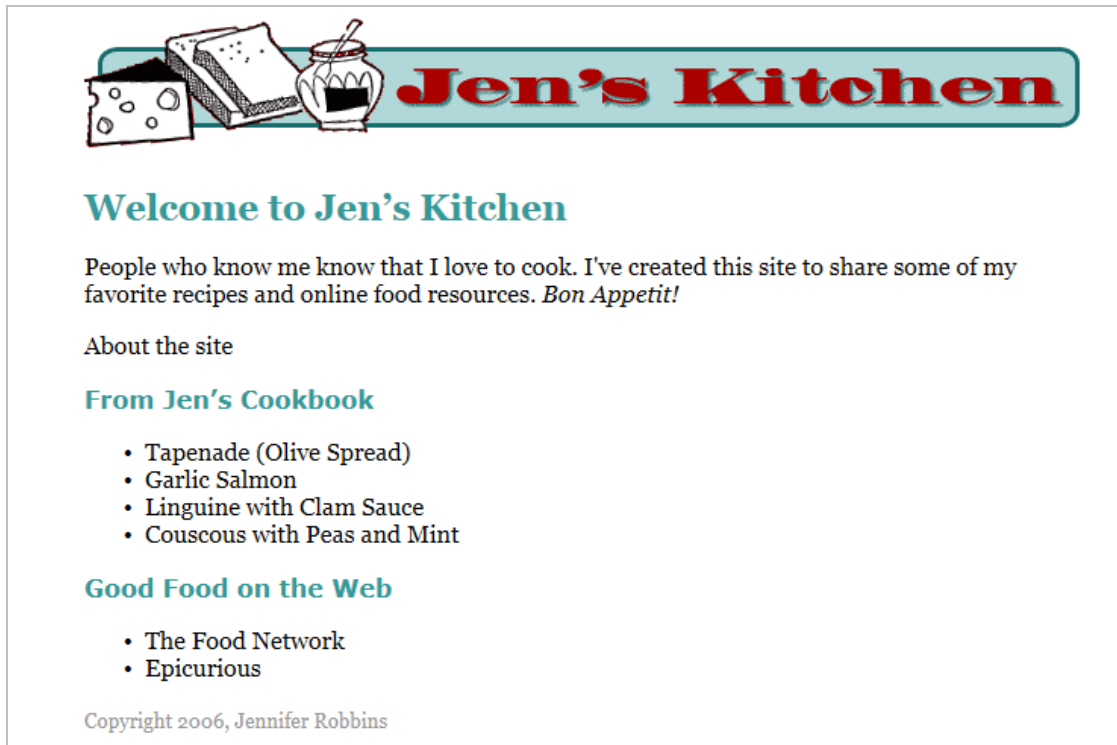 Jen’s Kitchen
Welcome to Jen’s Kitchen
People who know me know that I love to cook. I've created this site to share some of my
favorite recipes and online food resources. Bon Appetit!
About the site
From Jen’s Cookbook
• Tapenade (Olive Spread)
• Garlic Salmon
• Linguine with Clam Sauce
• Couscous with Peas and Mint
Good Food on the Web
• The Food Network
• Epicurious
Copyright 2006, Jennifer Robbins